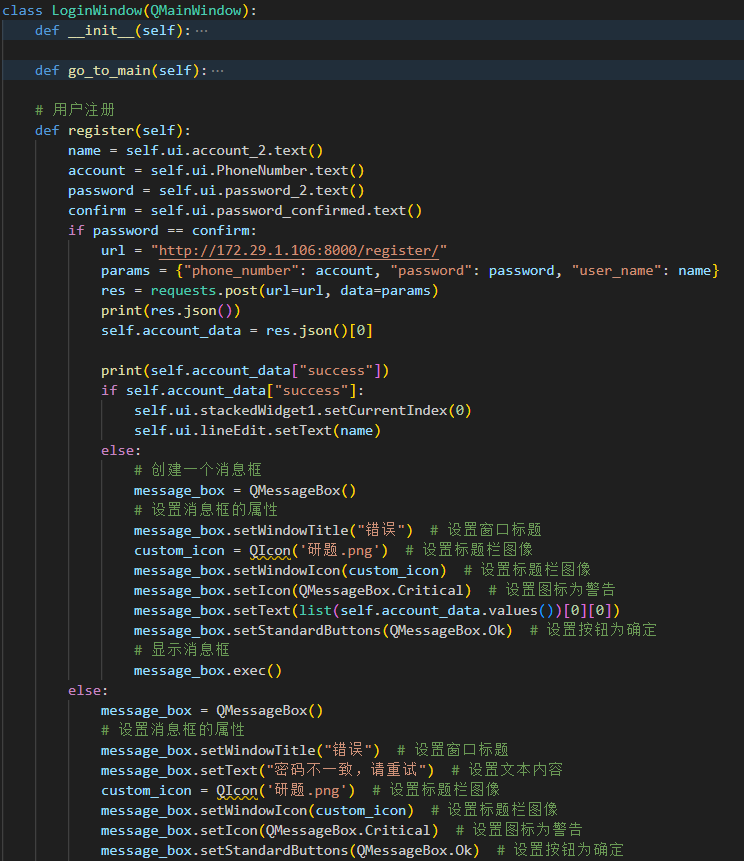 class LoginWindow(QMainWindow):
    def __init__(self): ···
    def go_to_main(self): ···
    # 用户注册
    def register(self):
        name = self.ui.account_2.text()
        account = self.ui.PhoneNumber.text()
        password = self.ui.password_2.text()
        confirm = self.ui.password_confirmed.text()
        if password == confirm:
            url = "http://172.29.1.106:8000/register/"
            params = {"phone_number": account, "password": password, "user_name": name}
            res = requests.post(url=url, data=params)
            print(res.json())
            self.account_data = res.json()[0]
            print(self.account_data["success"])
            if self.account_data["success"]:
                self.ui.stackedWidget1.setCurrentIndex(0)
                self.ui.lineEdit.setText(name)
            else:
                # 创建一个消息框
                message_box = QMessageBox()
                # 设置消息框的属性
                message_box.setWindowTitle("错误")  # 设置窗口标题
                custom_icon = QIcon('研题.png')  # 设置标题栏图像
                message_box.setWindowIcon(custom_icon)  # 设置标题栏图像
                message_box.setIcon(QMessageBox.Critical)  # 设置图标为警告
                message_box.setText(list(self.account_data.values())[0][0])
                message_box.setStandardButtons(QMessageBox.Ok)  # 设置按钮为确定
                # 显示消息框
                message_box.exec()
        else:
            message_box = QMessageBox()
            # 设置消息框的属性
            message_box.setWindowTitle("错误")  # 设置窗口标题
            message_box.setText("密码不一致，请重试")  # 设置文本内容
            custom_icon = QIcon('研题.png')  # 设置标题栏图像
            message_box.setWindowIcon(custom_icon)  # 设置标题栏图像
            message_box.setIcon(QMessageBox.Critical)  # 设置图标为警告
            message_box.setStandardButtons(QMessageBox.Ok)  # 设置按钮为确定